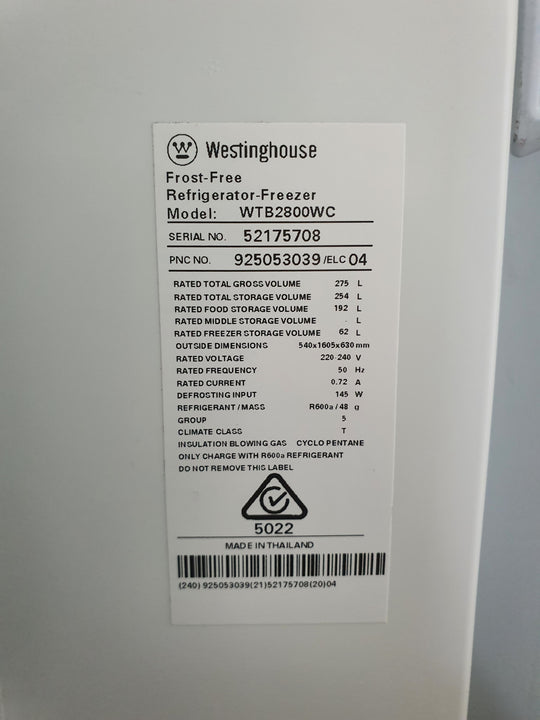 W Westinghouse
Frost-Free
Refrigerator-Freezer
Model: WTB2800WC
SERIAL NO. 52175708
PNC NO. 925053039 /ELC 04
RATED TOTAL GROSS VOLUME 275 L
RATED TOTAL STORAGE VOLUME 254 L
RATED FOOD STORAGE VOLUME 192 L
RATED MIDDLE STORAGE VOLUME - L
RATED FREEZER STORAGE VOLUME 62 L
OUTSIDE DIMENSIONS 540x1605x630 mm
RATED VOLTAGE 220-240 V
RATED FREQUENCY 50 Hz
RATED CURRENT 0.72 A
DEFROSTING INPUT 145 W
REFRIGERANT / MASS R600a / 48 g
GROUP 5
CLIMATE CLASS T
INSULATION BLOWING GAS CYCLO PENTANE
ONLY CHARGE WITH R600a REFRIGERANT
DO NOT REMOVE THIS LABEL
5022
MADE IN THAILAND
(240) 925053039(21)52175708(20)04